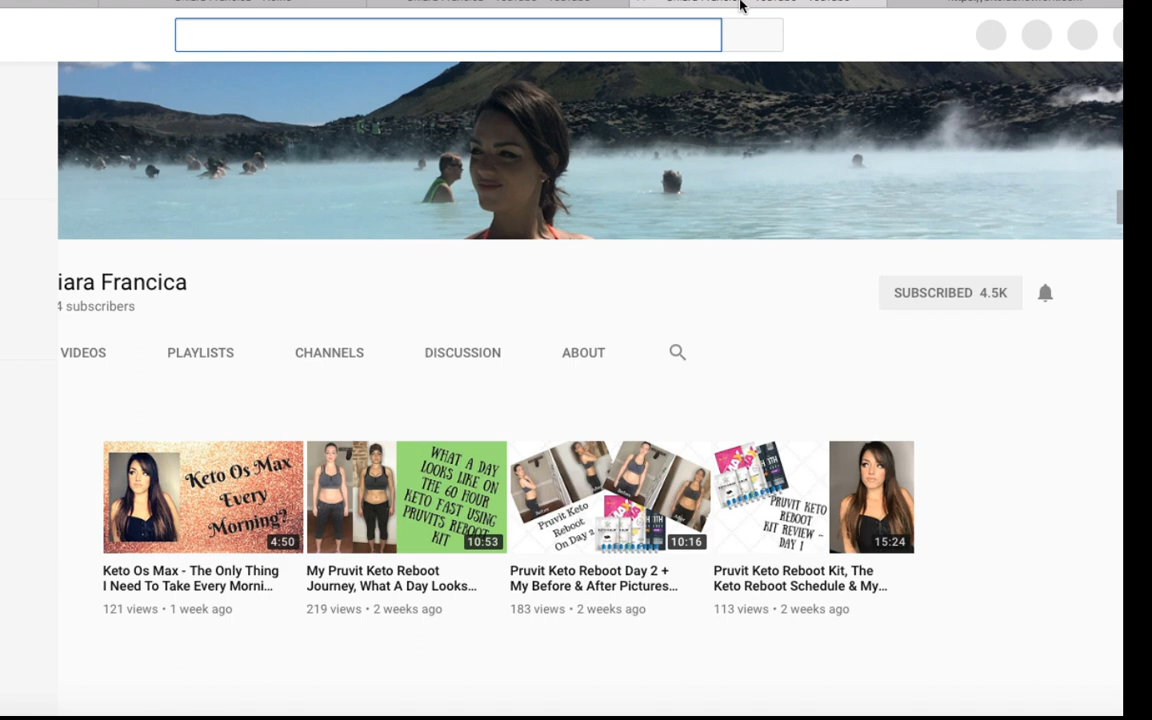 iara Francica
4 subscribers
SUBSCRIBED 4.5K
VIDEOS PLAYLISTS CHANNELS DISCUSSION ABOUT
Keto Os Max
Every
Morning?
4:50
WHAT A DAY
LOOKS LIKE ON
THE 60 HOUR
KETO FAST USING
PRUVITS REBOOT
KIT
10:53
Pruvit Keto
Reboot
On Day 2
10:16
PRUVIT KETO
REBOOT
KIT REVIEW -
DAY 1
15:24
Keto Os Max - The Only Thing
I Need To Take Every Morni...
121 views • 1 week ago
My Pruvit Keto Reboot
Journey, What A Day Looks...
219 views • 2 weeks ago
Pruvit Keto Reboot Day 2 +
My Before & After Pictures...
183 views • 2 weeks ago
Pruvit Keto Reboot Kit, The
Keto Reboot Schedule & My...
113 views • 2 weeks ago